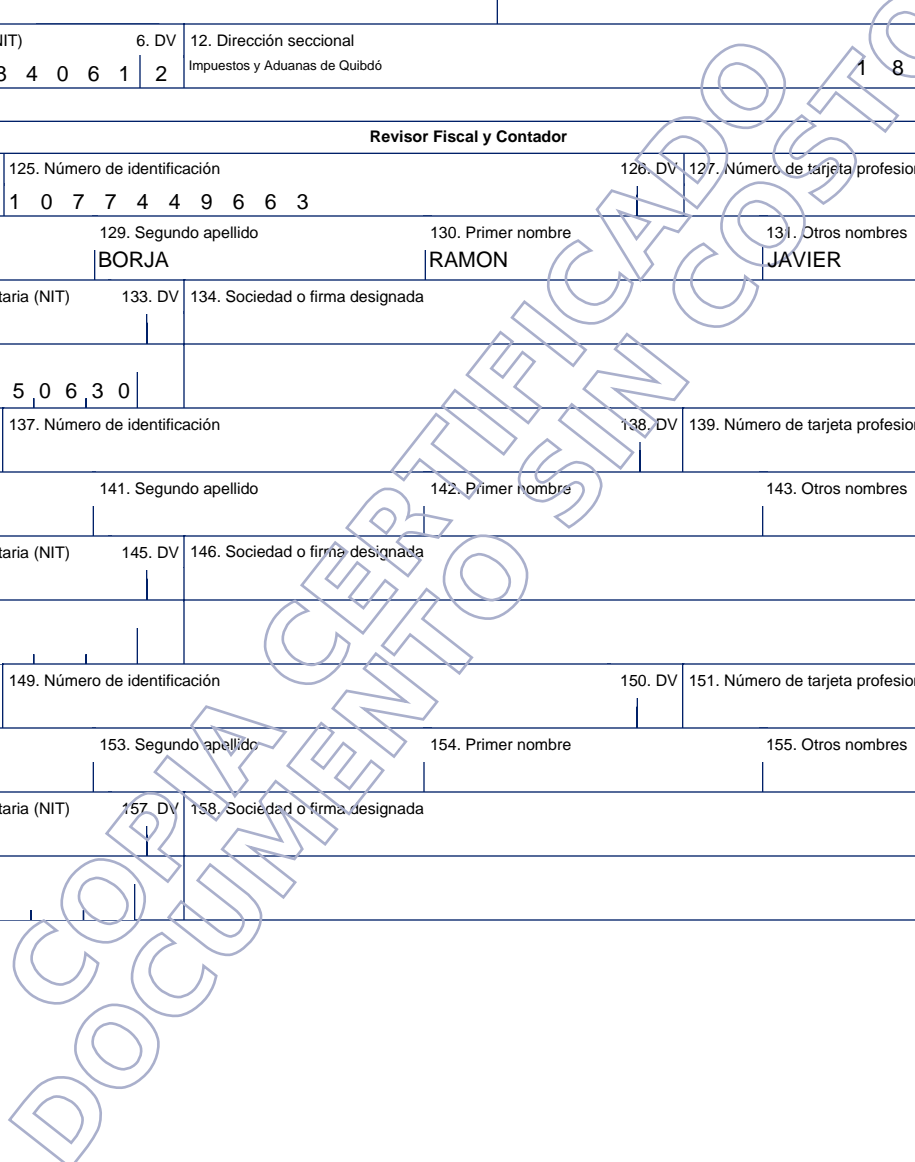 NIT) 6. DV 12. Dirección seccional
3 4 0 6 1 2 Impuestos y Aduanas de Quibdó 1 8
Revisor Fiscal y Contador
125. Número de identificación 126. DV 127. Número de tarjeta profesion
1 0 7 7 4 4 9 6 6 3
129. Segundo apellido 130. Primer nombre 131. Otros nombres
BORJA RAMON JAVIER
taria (NIT) 133. DV 134. Sociedad o firma designada
5 0 6 3 0
137. Número de identificación 138. DV 139. Número de tarjeta profesion
141. Segundo apellido 142. Primer nombre 143. Otros nombres
taria (NIT) 145. DV 146. Sociedad o firma designada
149. Número de identificación 150. DV 151. Número de tarjeta profesion
153. Segundo apellido 154. Primer nombre 155. Otros nombres
taria (NIT) 157. DV 158. Sociedad o firma designada
COPIA CERTIFICADO
DOCUMENTO SIN COSTO